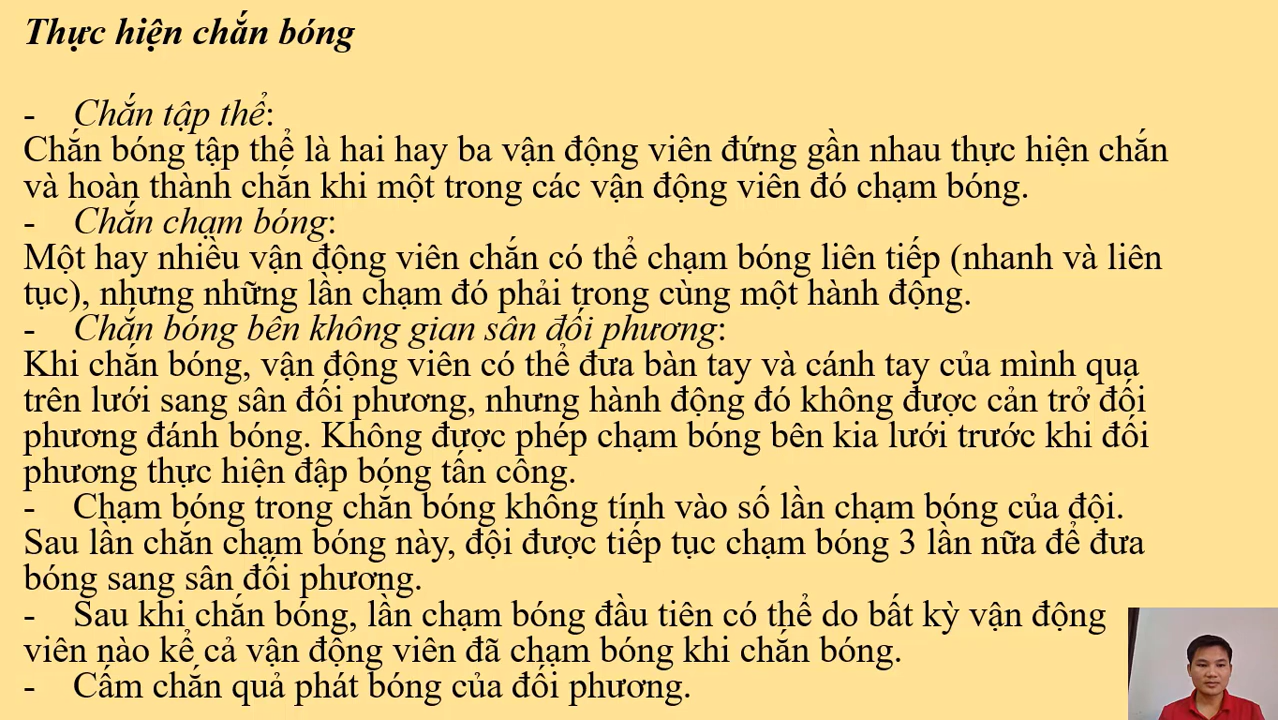 Thực hiện chắn bóng
- Chắn tập thể:
Chắn bóng tập thể là hai hay ba vận động viên đứng gần nhau thực hiện chắn
và hoàn thành chắn khi một trong các vận động viên đó chạm bóng.
- Chắn chạm bóng:
Một hay nhiều vận động viên chắn có thể chạm bóng liên tiếp (nhanh và liên
tục), nhưng những lần chạm đó phải trong cùng một hành động.
- Chắn bóng bên không gian sân đối phương:
Khi chắn bóng, vận động viên có thể đưa bàn tay và cánh tay của mình qua
trên lưới sang sân đối phương, nhưng hành động đó không được cản trở đối
phương đánh bóng. Không được phép chạm bóng bên kia lưới trước khi đối
phương thực hiện đập bóng tấn công.
- Chạm bóng trong chắn bóng không tính vào số lần chạm bóng của đội.
Sau lần chắn chạm bóng này, đội được tiếp tục chạm bóng 3 lần nữa để đưa
bóng sang sân đối phương.
- Sau khi chắn bóng, lần chạm bóng đầu tiên có thể do bất kỳ vận động
viên nào kể cả vận động viên đã chạm bóng khi chắn bóng.
- Cấm chắn quả phát bóng của đối phương.